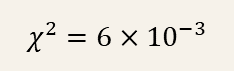 χ² = 6 × 10⁻³